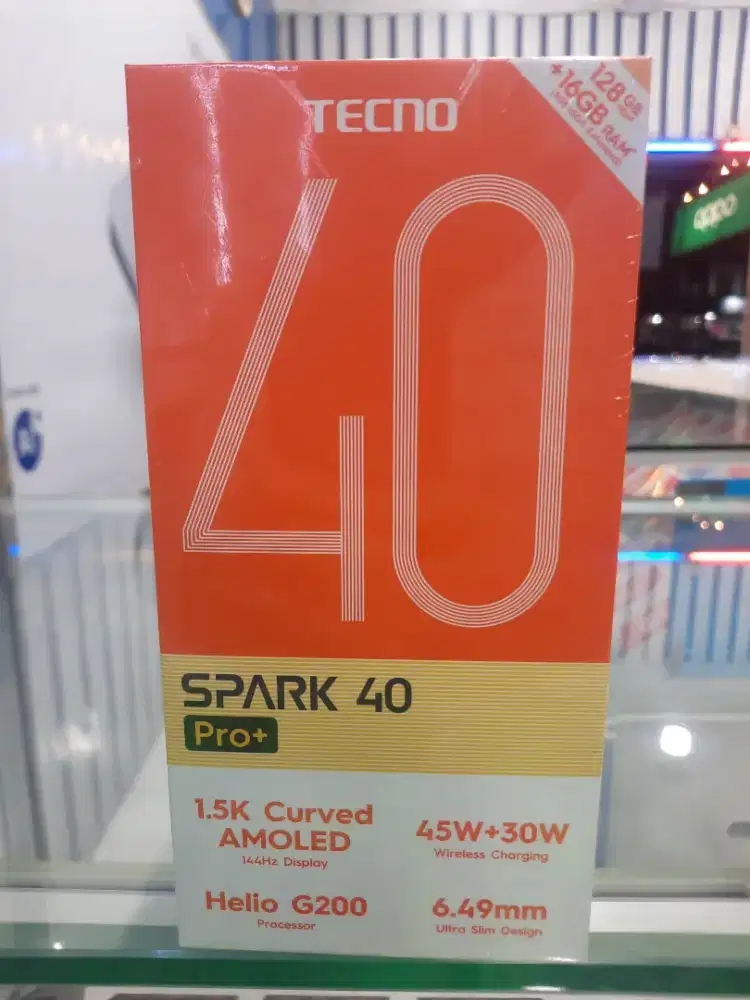 TECNO
128GB
+16GB RAM*
40
SPARK 40
Pro+
1.5K Curved
AMOLED
144Hz Display
45W+30W
Wireless Charging
Helio G200
Processor
6.49mm
Ultra Slim Design
oppo